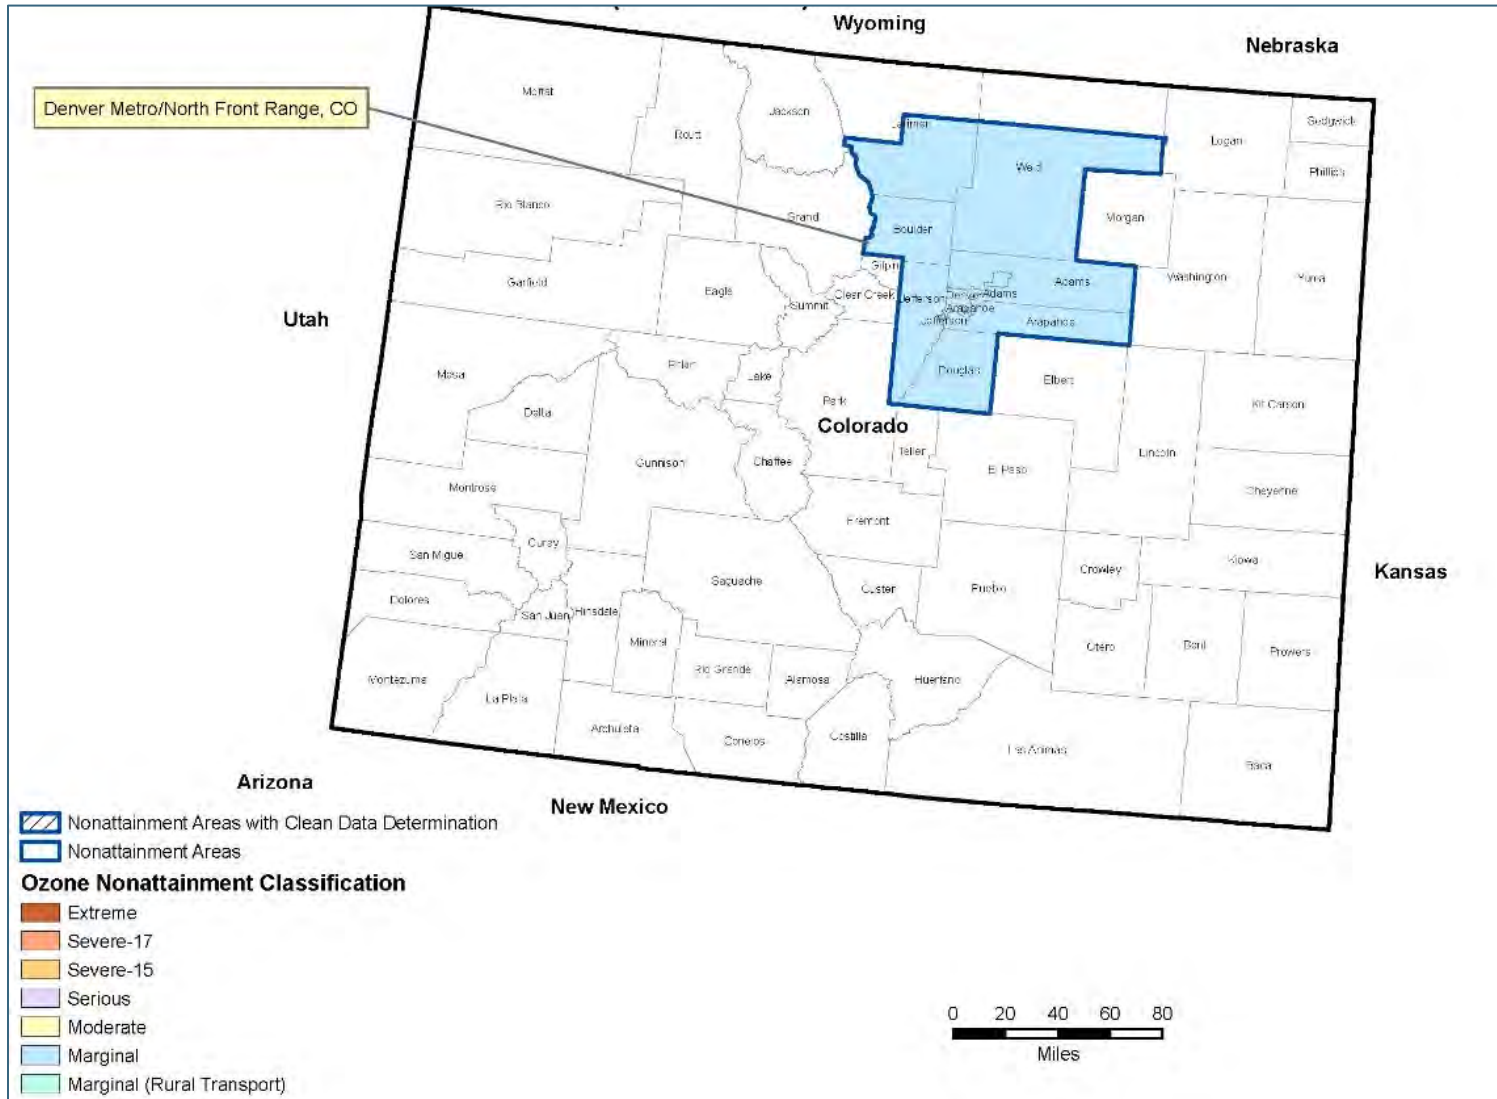 Wyoming
Nebraska
Denver Metro/North Front Range, CO
Moffat
Routt
Jackson
Larimer
Weld
Logan
Sedgwick
Phillips
Rio Blanco
Grand
Boulder
Morgan
Washington
Yuma
Garfield
Eagle
Summit
Gilpin
Clear Creek
Jefferson
Denver
Adams
Adams
Utah
Jefferson
Arapahoe
Arapahoe
Mesa
Pitkin
Lake
Park
Douglas
Elbert
Kit Carson
Delta
Colorado
Gunnison
Chaffee
Teller
El Paso
Lincoln
Cheyenne
Montrose
Fremont
San Miguel
Ouray
Saguache
Custer
Pueblo
Crowley
Kiowa
Kansas
Dolores
San Juan
Hinsdale
Mineral
Rio Grande
Alamosa
Huerfano
Otero
Bent
Prowers
Montezuma
La Plata
Archuleta
Conejos
Costilla
Las Animas
Baca
Arizona
New Mexico
Nonattainment Areas with Clean Data Determination
Nonattainment Areas
Ozone Nonattainment Classification
Extreme
Severe-17
Severe-15
Serious
Moderate
Marginal
Marginal (Rural Transport)
0 20 40 60 80
Miles